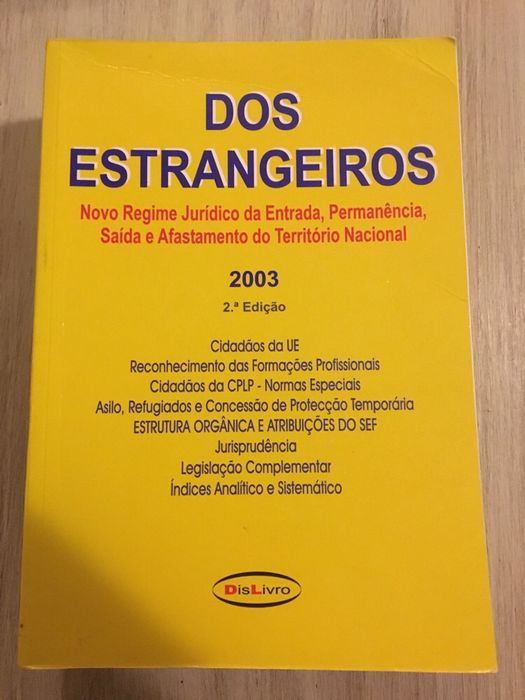 DOS
ESTRANGEIROS
Novo Regime Jurídico da Entrada, Permanência,
Saída e Afastamento do Território Nacional
2003
2.ª Edição
Cidadãos da UE
Reconhecimento das Formações Profissionais
Cidadãos da CPLP - Normas Especiais
Asilo, Refugiados e Concessão de Protecção Temporária
ESTRUTURA ORGÂNICA E ATRIBUIÇÕES DO SEF
Jurisprudência
Legislação Complementar
Índices Analítico e Sistemático
DisLivro